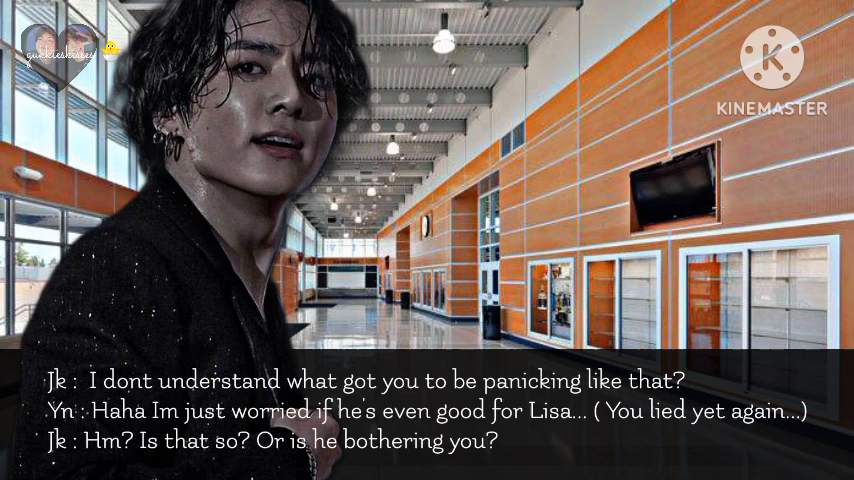 guckieskissed
KINEMASTER
Jk : I dont understand what got you to be panicking like that?
Yn : Haha Im just worried if he's even good for Lisa... ( You lied yet again...)
Jk : Hm? Is that so? Or is he bothering you?